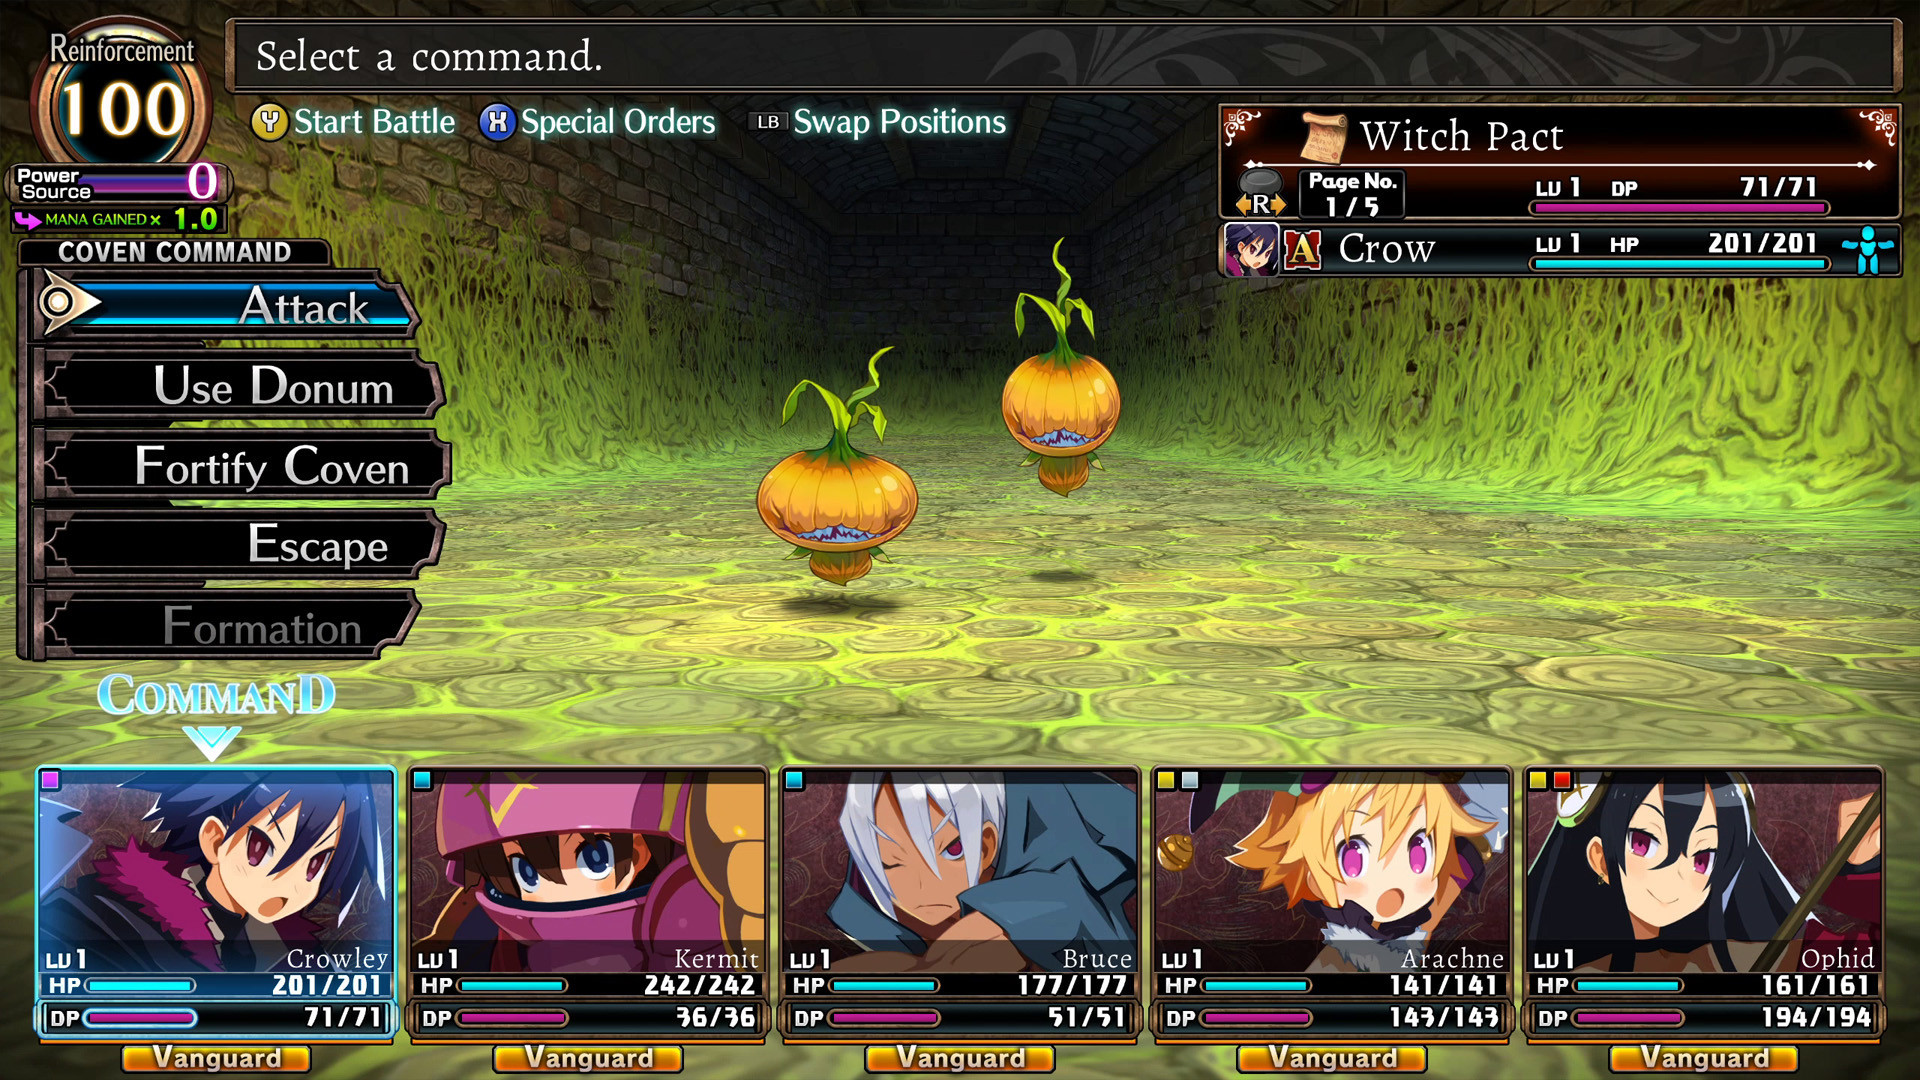 Reinforcement
100
Select a command.
Y Start Battle X Special Orders LB Swap Positions
Power Source 0
MANA GAINED × 1.0
COVEN COMMAND
Attack
Use Donum
Fortify Coven
Escape
Formation
Witch Pact
R Page No. 1/5 LV 1 DP 71/71
A Crow LV 1 HP 201/201
COMMAND
LV 1 Crowley
HP 201/201
DP 71/71
Vanguard
LV 1 Kermit
HP 242/242
DP 36/36
Vanguard
LV 1 Bruce
HP 177/177
DP 51/51
Vanguard
LV 1 Arachne
HP 141/141
DP 143/143
Vanguard
LV 1 Ophid
HP 161/161
DP 194/194
Vanguard